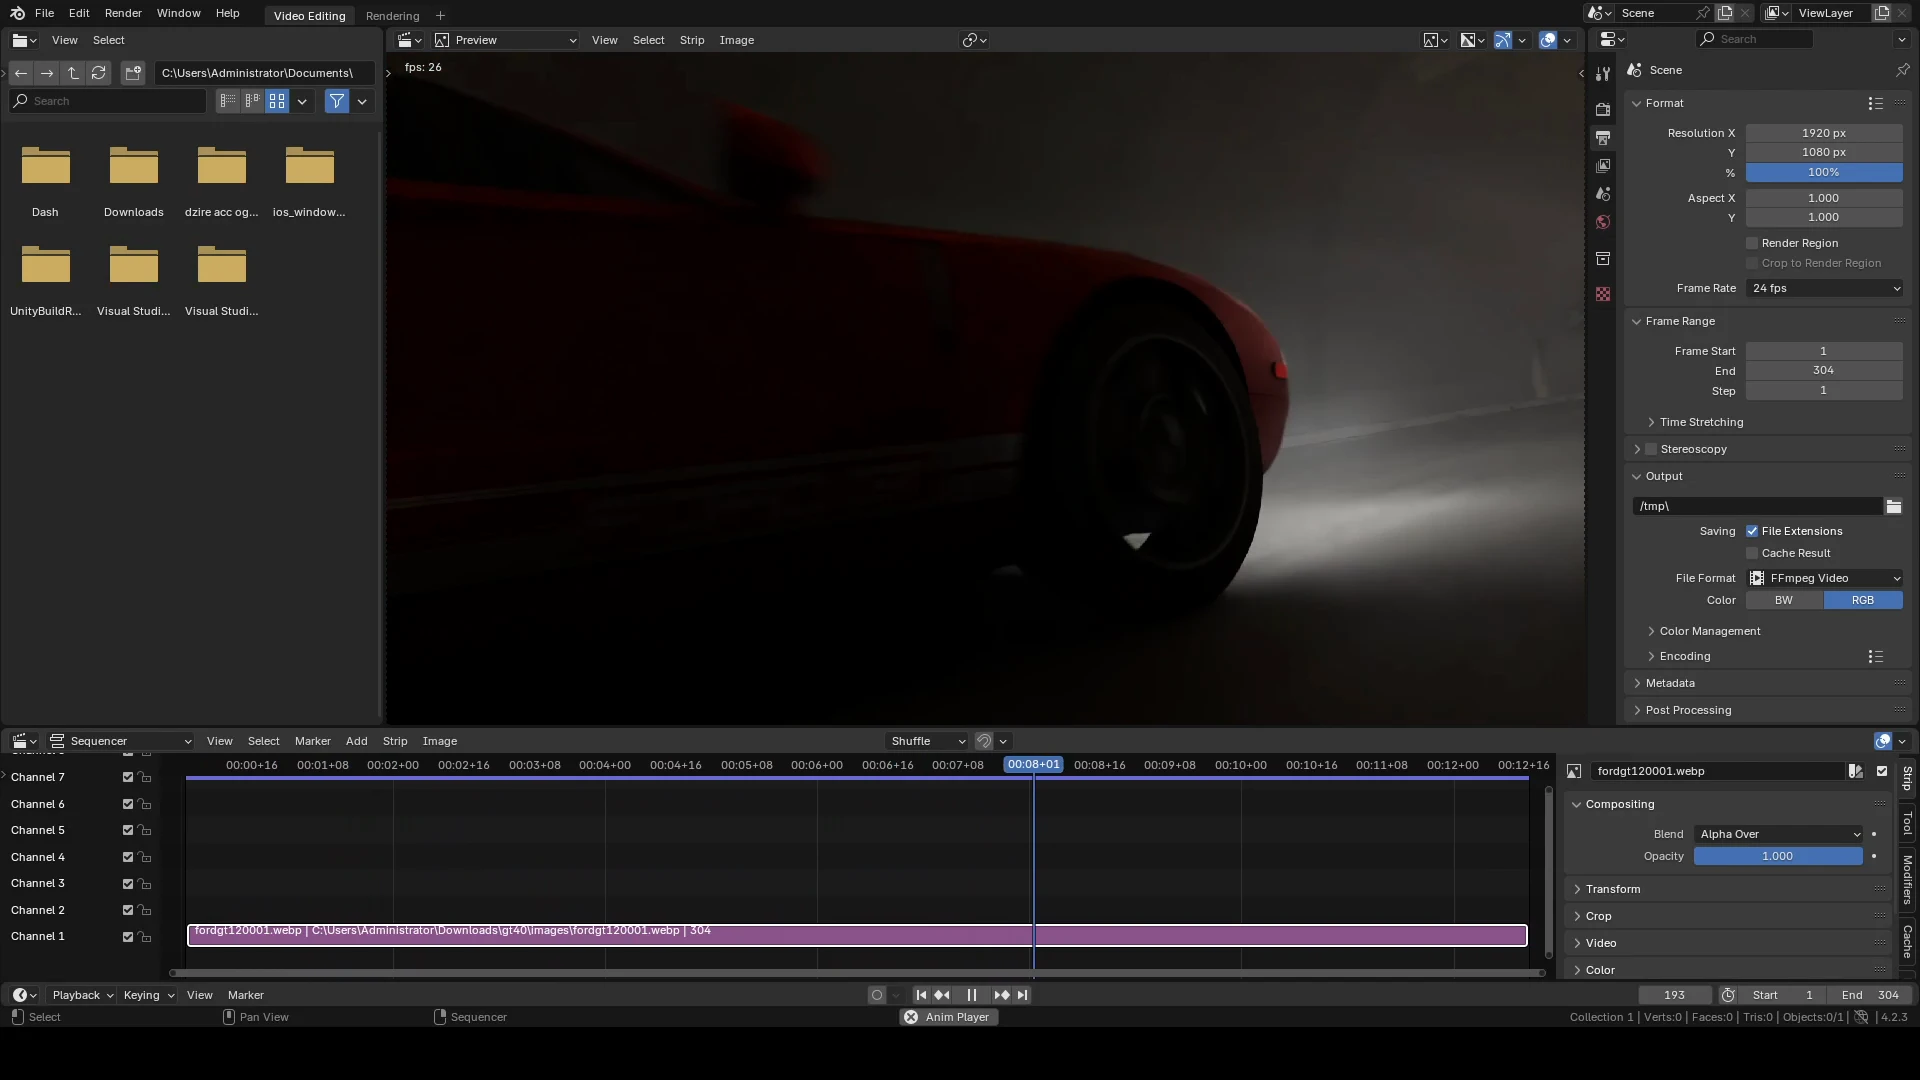 File Edit Render Window Help Video Editing Rendering + Scene ViewLayer
View Select Preview View Select Strip Image Search
C:\Users\Administrator\Documents\
Search
Dash Downloads dzire acc og... ios_window...
UnityBuildR... Visual Studi... Visual Studi...
fps: 26
Scene
Format
Resolution X 1920 px
Y 1080 px
% 100%
Aspect X 1.000
Y 1.000
Render Region
Crop to Render Region
Frame Rate 24 fps
Frame Range
Frame Start 1
End 304
Step 1
Time Stretching
Stereoscopy
Output
/tmp\
Saving File Extensions
Cache Result
File Format FFmpeg Video
Color BW RGB
Color Management
Encoding
Metadata
Post Processing
Sequencer View Select Marker Add Strip Image Shuffle
00:00+16 00:01+08 00:02+00 00:02+16 00:03+08 00:04+00 00:04+16 00:05+08 00:06+00 00:06+16 00:07+08 00:08+01 00:08+16 00:09+08 00:10+00 00:10+16 00:11+08 00:12+00 00:12+16
Channel 7
Channel 6
Channel 5
Channel 4
Channel 3
Channel 2
Channel 1
fordgt120001.webp | C:\Users\Administrator\Downloads\gt40\images\fordgt120001.webp | 304
fordgt120001.webp
Compositing
Blend Alpha Over
Opacity 1.000
Transform
Crop
Video
Color
Strip
Tool
Modifiers
Cache
Playback Keying View Marker 193 Start 1 End 304
Select Pan View Sequencer Anim Player Collection 1 | Verts:0 | Faces:0 | Tris:0 | Objects:0/1 | 4.2.3